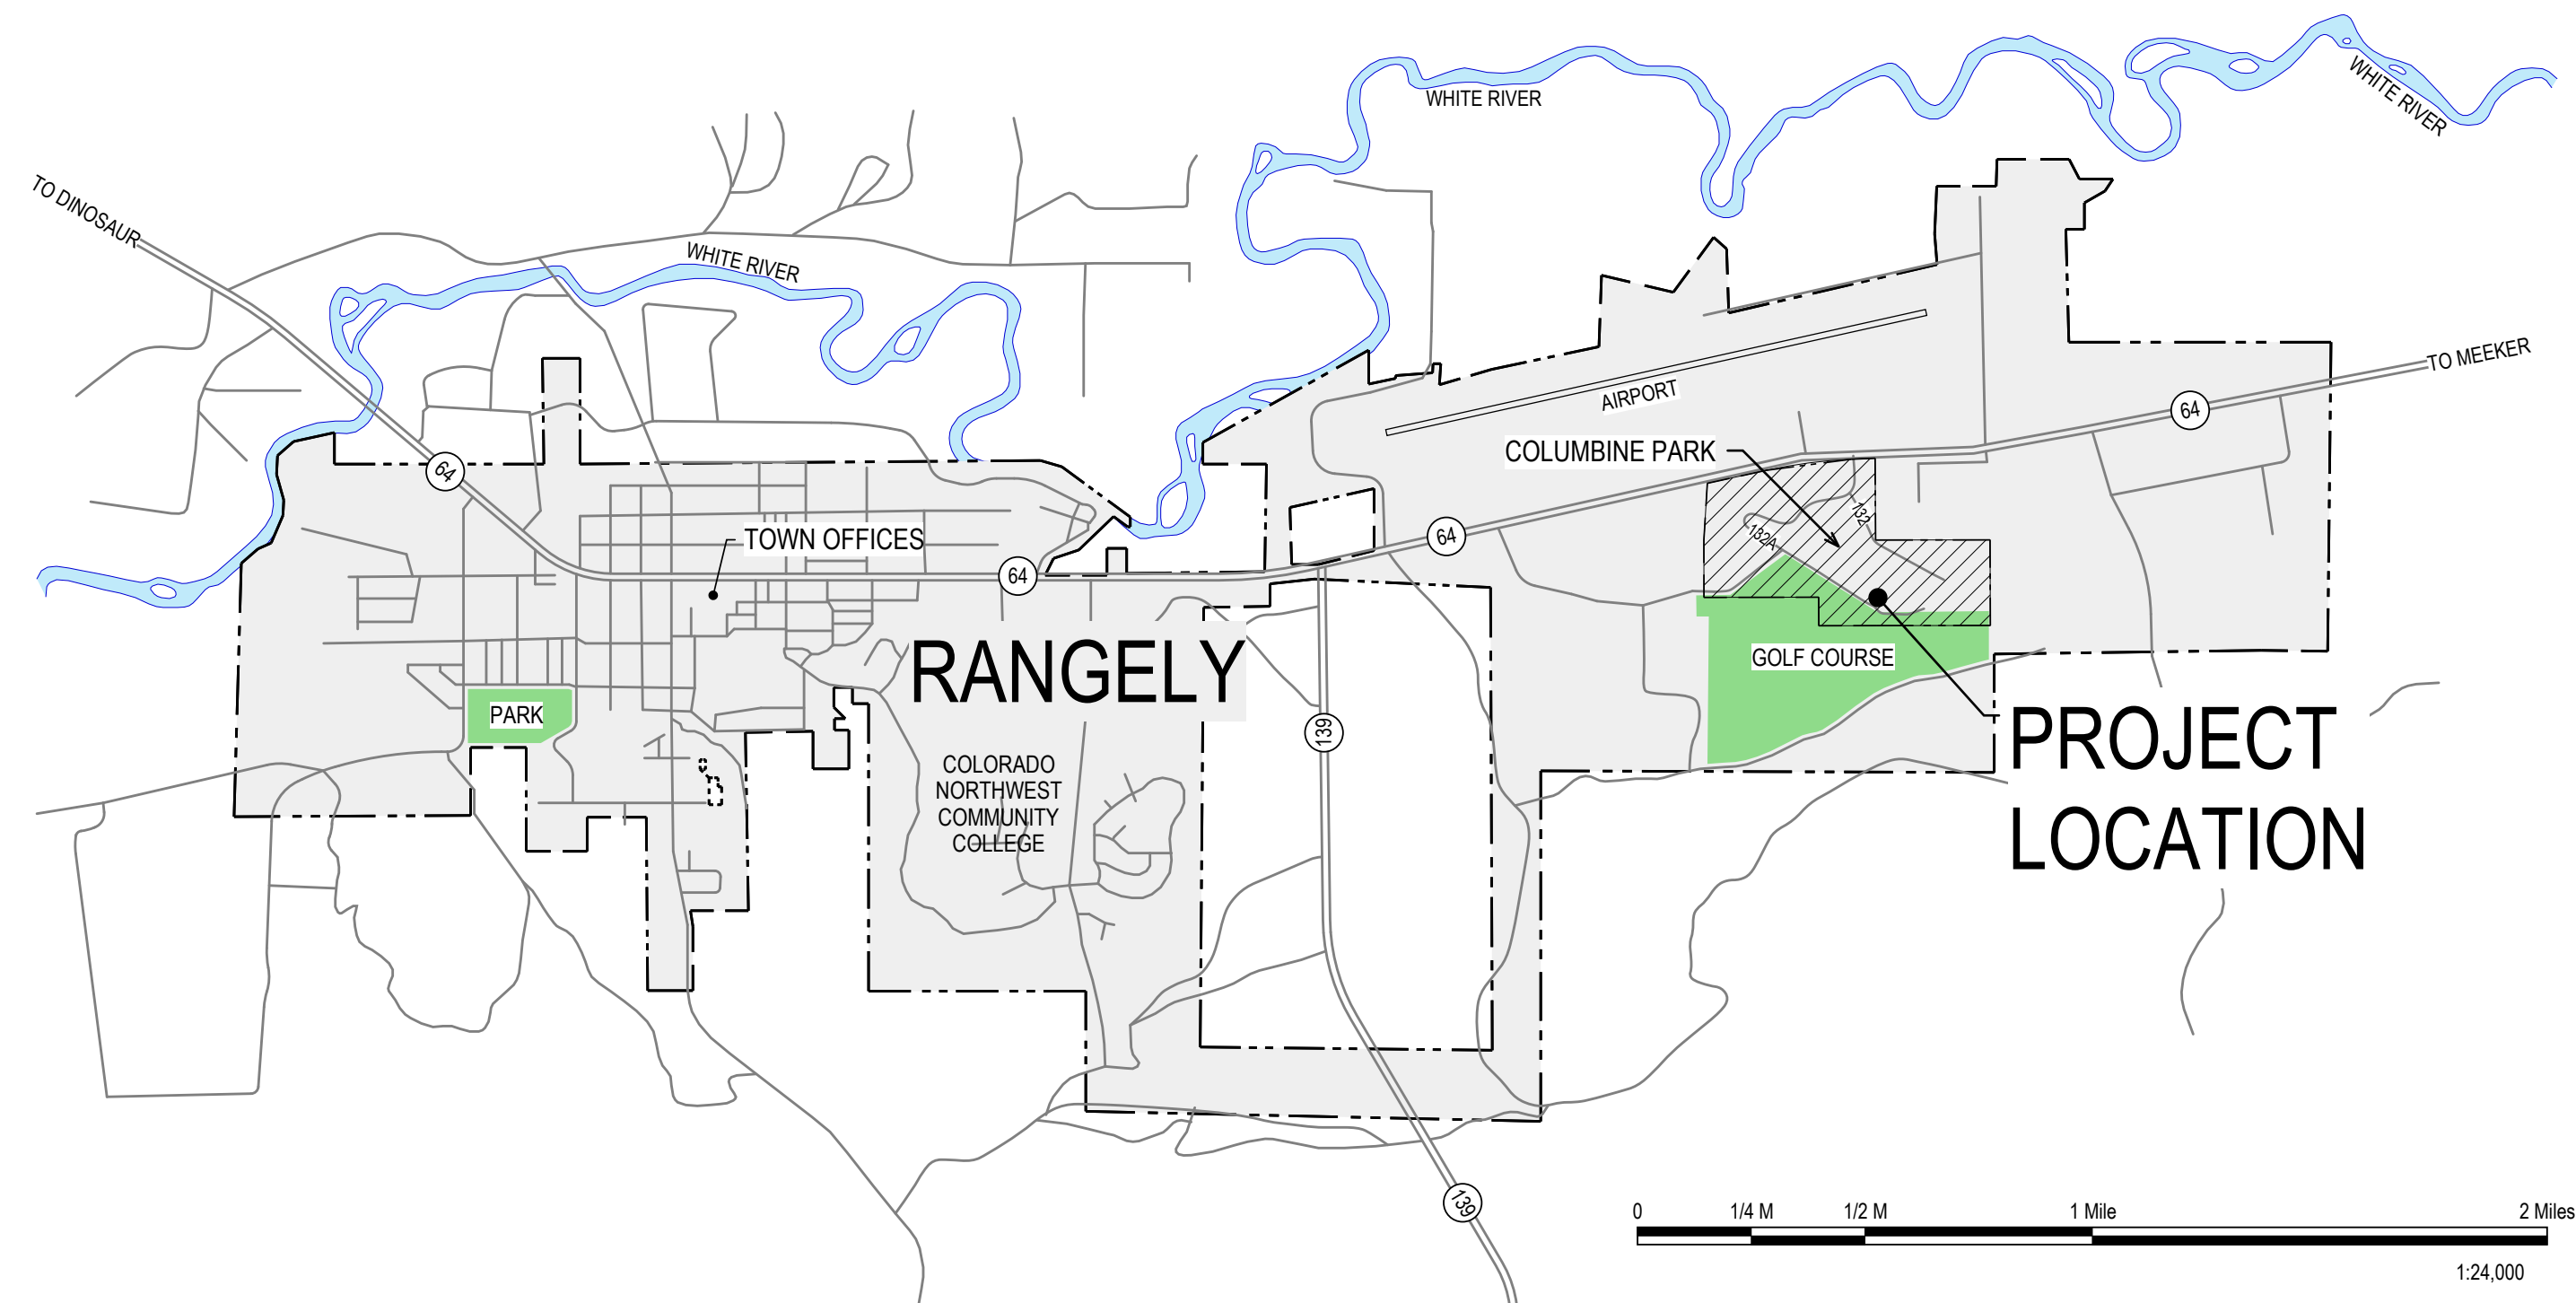 WHITE RIVER
WHITE RIVER
TO DINOSAUR
WHITE RIVER
TO MEEKER
AIRPORT
64
COLUMBINE PARK
64
132
132A
64
TOWN OFFICES
64
RANGELY
GOLF COURSE
PARK
139
PROJECT
LOCATION
COLORADO
NORTHWEST
COMMUNITY
COLLEGE
139
0 1/4 M 1/2 M 1 Mile 2 Miles
1:24,000